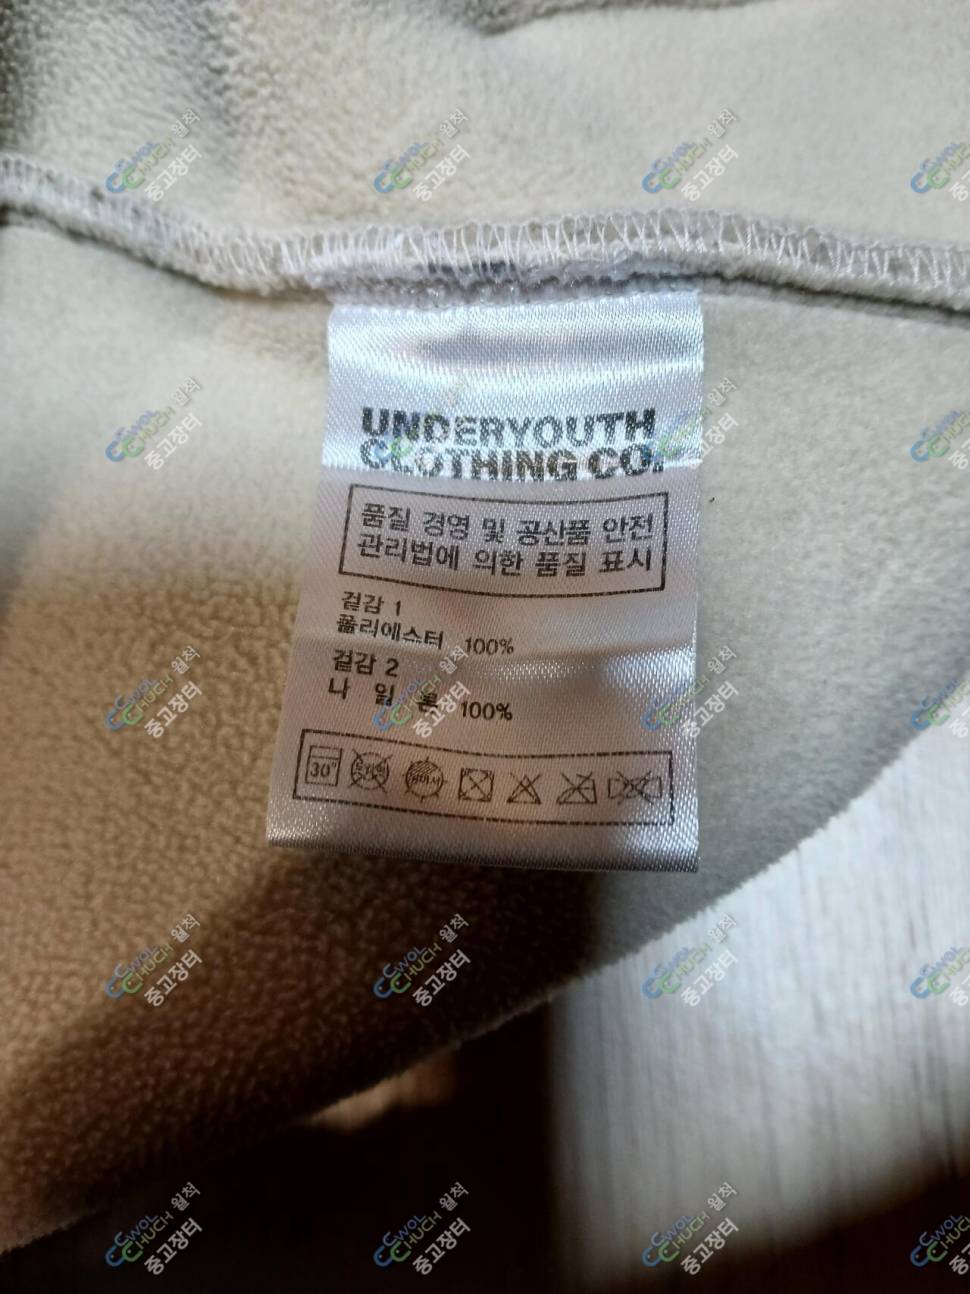 UNDERYOUTH
CLOTHING CO.
품질 경영 및 공산품 안전
관리법에 의한 품질 표시
겉감 1
폴리에스터 100%
겉감 2
나 일 론 100%
30°
CWOL
CHUCH 월척
중고장터